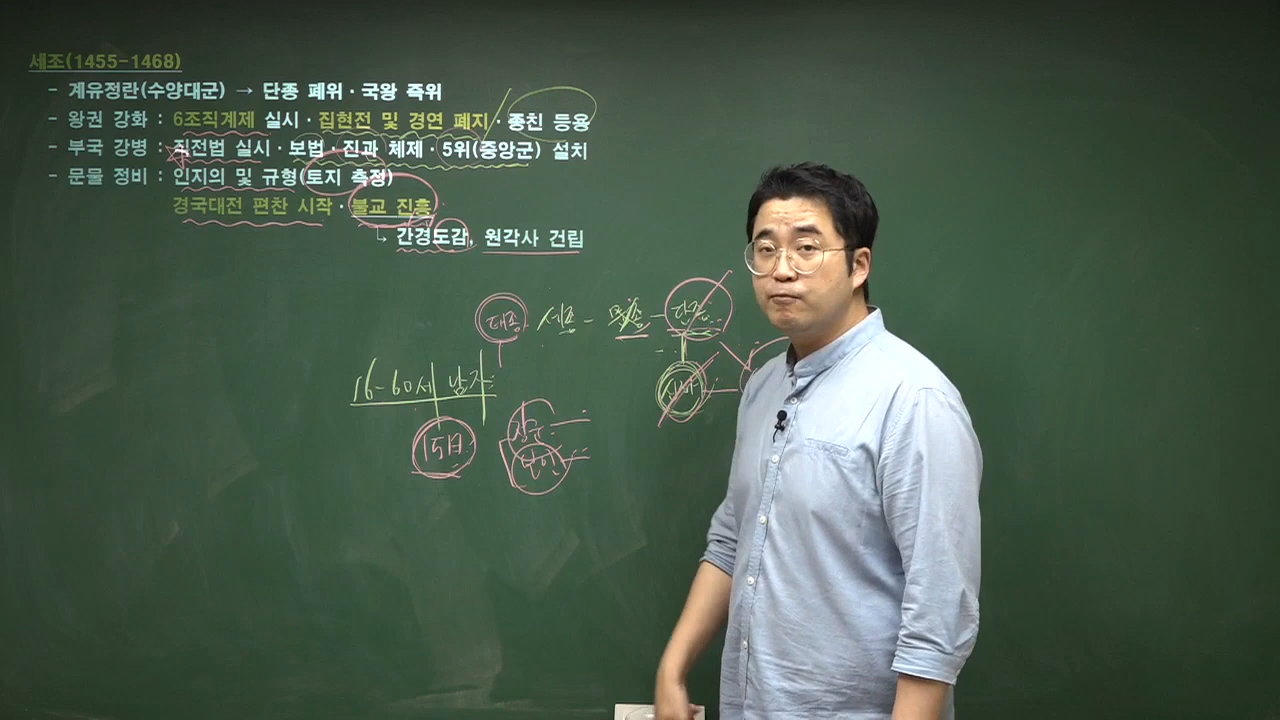 세조(1455-1468)
- 계유정란(수양대군) → 단종 폐위·국왕 즉위
- 왕권 강화 : 6조직계제 실시·집현전 및 경연 폐지·종친 등용
- 부국 강병 : 직전법 실시·보법·진관 체제·5위(중앙군) 설치
- 문물 정비 : 인지의 및 규형(토지 측정)
경국대전 편찬 시작·불교 진흥
↳ 간경도감, 원각사 건립
태종 세종 - 문종 - 단종
16-60세 남자
정군
보인